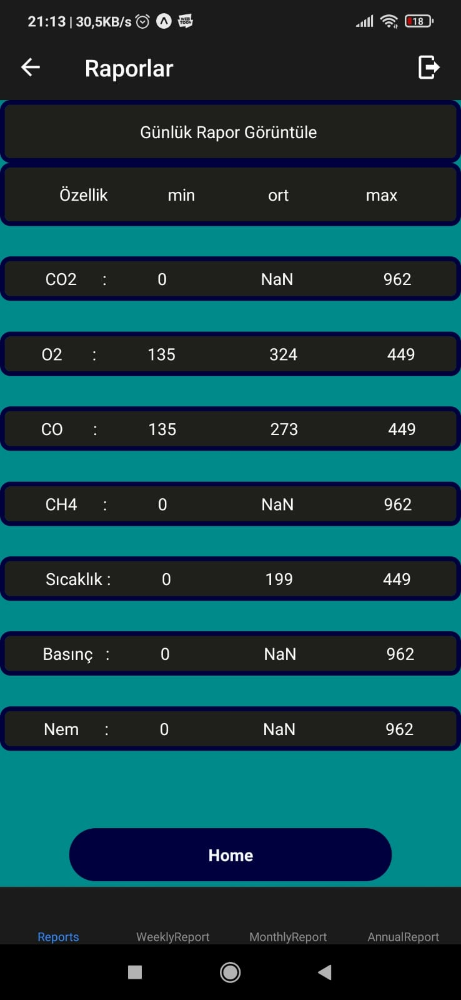 21:13 | 30,5KB/s WEB TOON 18
Raporlar
Günlük Rapor Görüntüle
Özellik min ort max
CO2 : 0 NaN 962
O2 : 135 324 449
CO : 135 273 449
CH4 : 0 NaN 962
Sıcaklık : 0 199 449
Basınç : 0 NaN 962
Nem : 0 NaN 962
Home
Reports WeeklyReport MonthlyReport AnnualReport